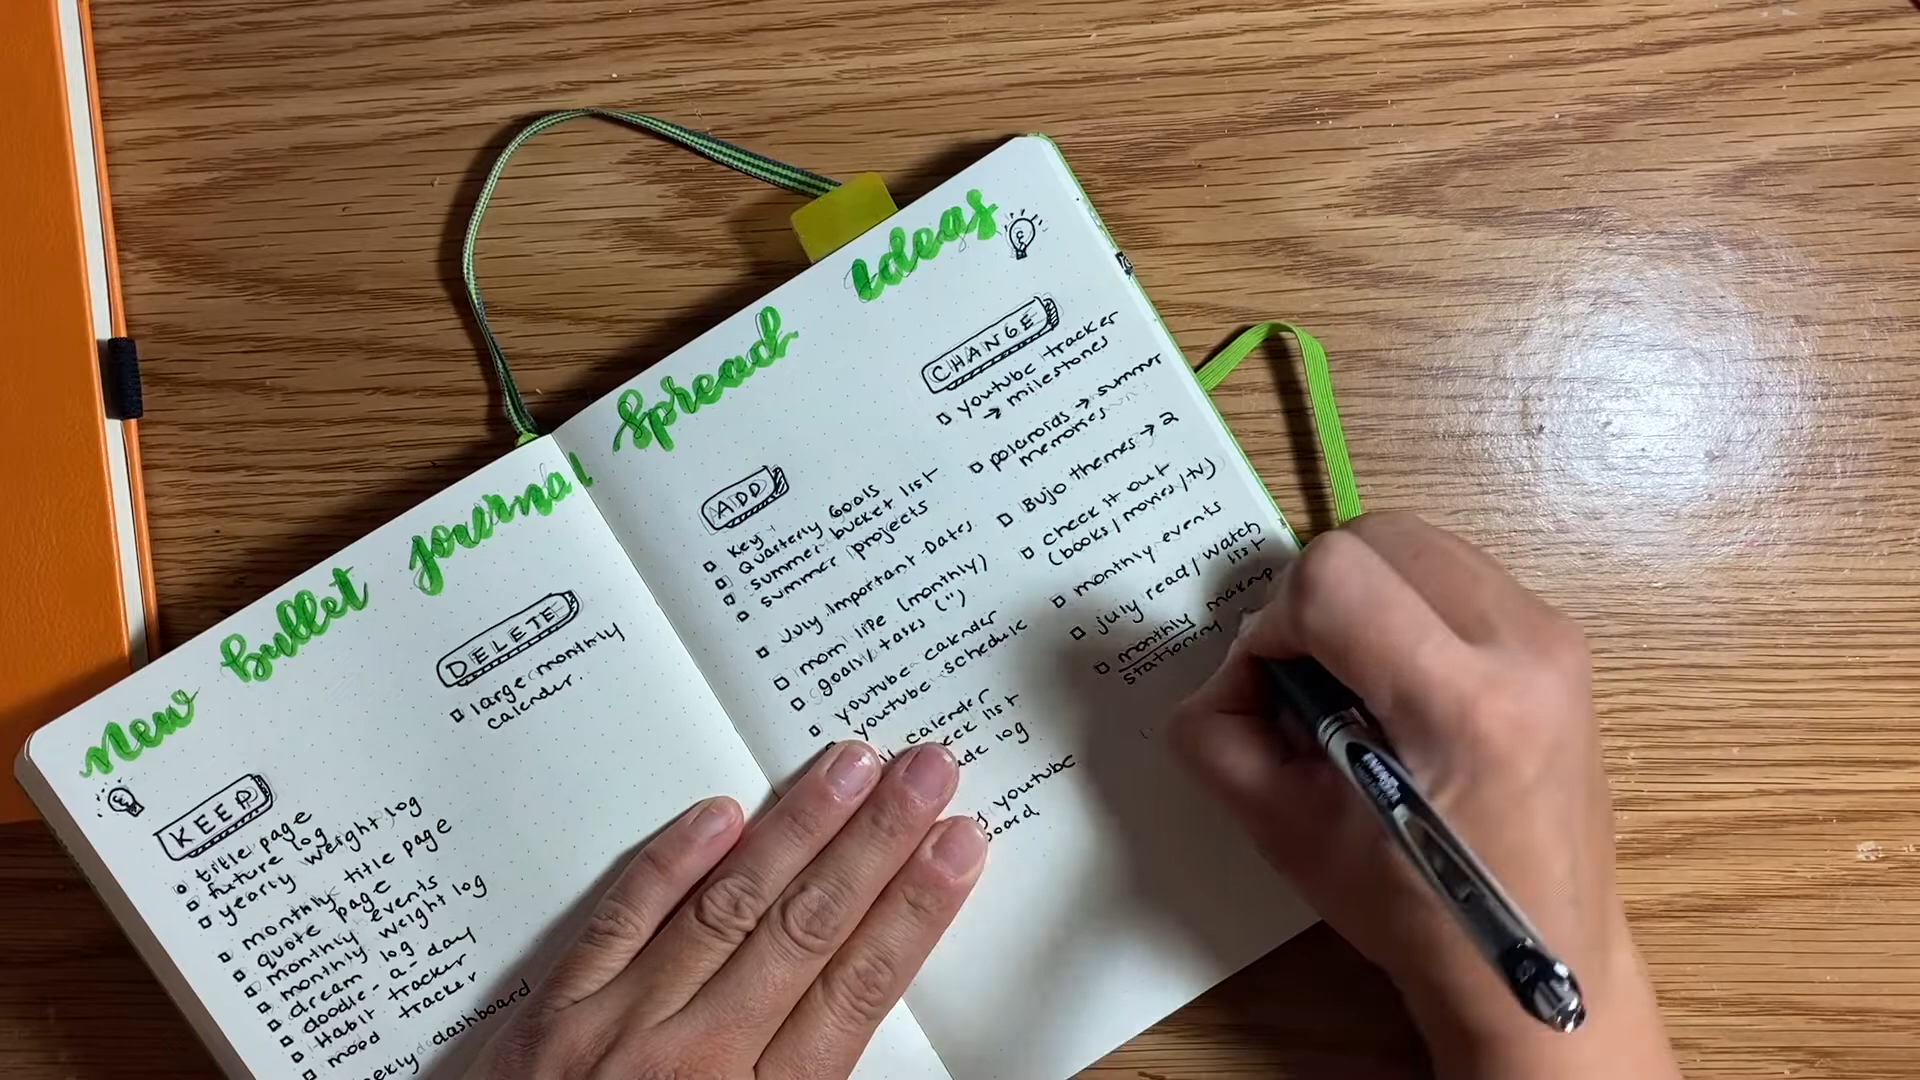 New bullet journal Spread Ideas
KEEP
title page
future log
yearly weight log
monthly title page
quote page
monthly events
monthly weight log
dream log
doodle-a-day
Habit tracker
mood tracker
dashboard
DELETE
large monthly
calender.
ADD
Key
Quarterly Goals
summer bucket list
summer projects
July Important Dates
mom life (monthly)
goals/tasks (")
youtube calender
youtube schedule
calender
list
log
youtube
CHANGE
youtube tracker
→ milestones
polaroids → summer
memories
Bujo themes → 2
check it out
(books/movies/tv)
monthly events
july read/watch
list
monthly makeup
stationery